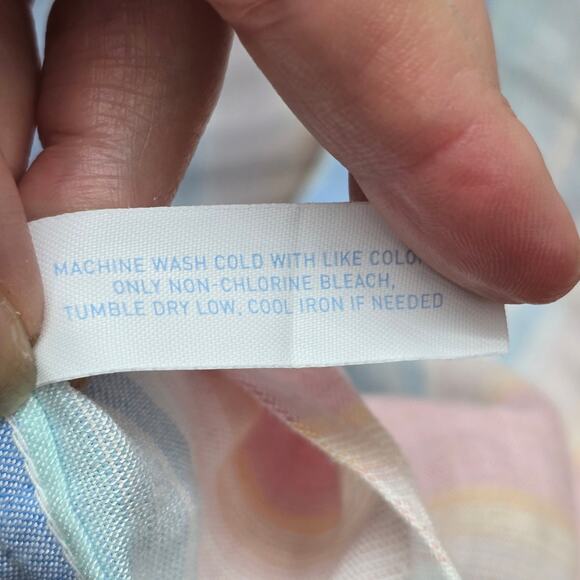 MACHINE WASH COLD WITH LIKE COLO
ONLY NON-CHLORINE BLEACH,
TUMBLE DRY LOW, COOL IRON IF NEEDED